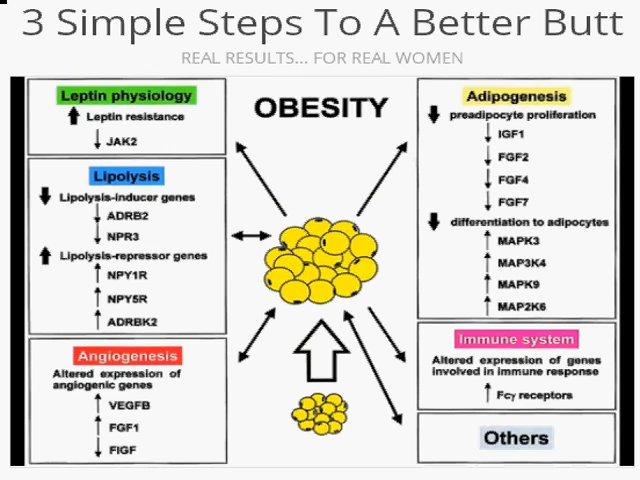 3 Simple Steps To A Better Butt
REAL RESULTS... FOR REAL WOMEN
OBESITY
Leptin physiology
Leptin resistance
JAK2
Lipolysis
Lipolysis-inducer genes
ADRB2
NPR3
Lipolysis-repressor genes
NPY1R
NPY5R
ADRBK2
Angiogenesis
Altered expression of
angiogenic genes
VEGFB
FGF1
FIGF
Adipogenesis
preadipocyte proliferation
IGF1
FGF2
FGF4
FGF7
differentiation to adipocytes
MAPK3
MAP3K4
MAPK9
MAP2K6
Immune system
Altered expression of genes
involved in immune response
Fcγ receptors
Others